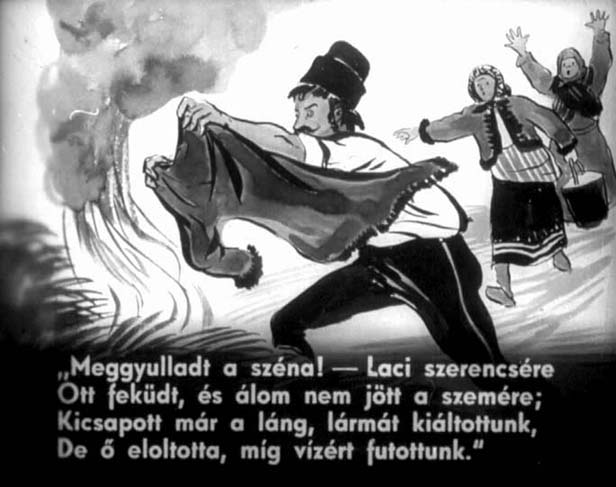 „Meggyulladt a széna! — Laci szerencsére
Ott feküdt, és álom nem jött a szemére;
Kicsapott már a láng, lármát kiáltottunk,
De ő eloltotta, míg vízért futottunk.“